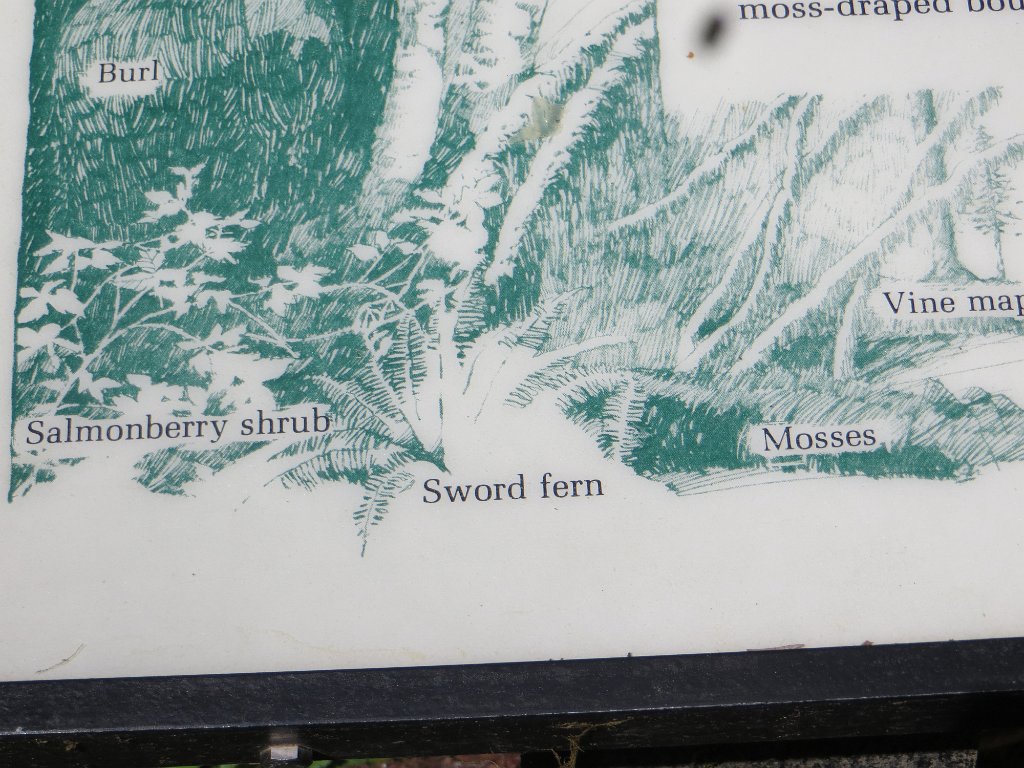 moss-draped
Burl
Vine
Salmonberry shrub
Mosses
Sword fern